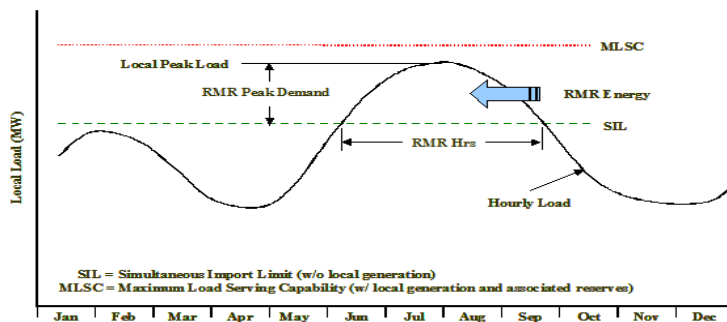 MLSC
Local Peak Load
RMR Peak Demand
RMR Energy
SIL
RMR Hrs
Hourly Load
Local Load (MW)
SIL = Simultaneous Import Limit (w/o local generation)
MLSC = Maximum Load Serving Capability (w/ local generation and associated reserves)
Jan Feb Mar Apr May Jun Jul Aug Sep Oct Nov Dec